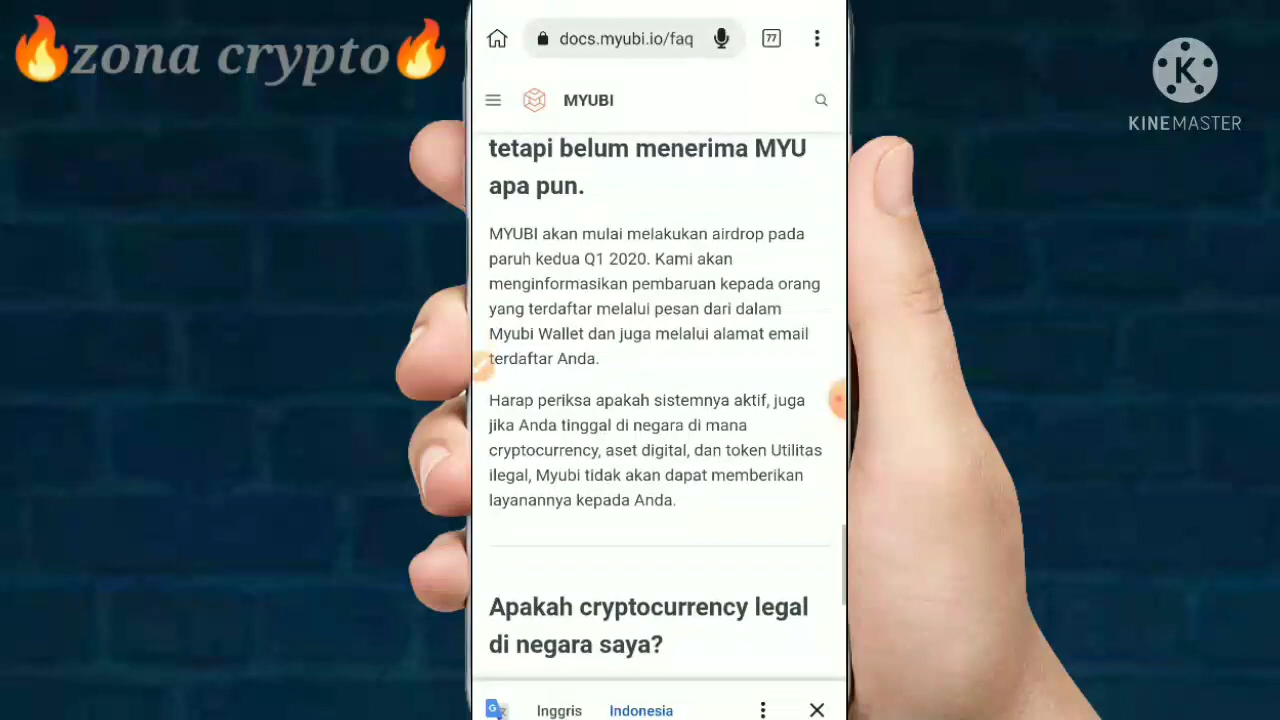 🔥zona crypto🔥
K
KINEMASTER
docs.myubi.io/faq
77
MYUBI
tetapi belum menerima MYU
apa pun.
MYUBI akan mulai melakukan airdrop pada
paruh kedua Q1 2020. Kami akan
menginformasikan pembaruan kepada orang
yang terdaftar melalui pesan dari dalam
Myubi Wallet dan juga melalui alamat email
terdaftar Anda.
Harap periksa apakah sistemnya aktif, juga
jika Anda tinggal di negara di mana
cryptocurrency, aset digital, dan token Utilitas
ilegal, Myubi tidak akan dapat memberikan
layanannya kepada Anda.
Apakah cryptocurrency legal
di negara saya?
Inggris Indonesia